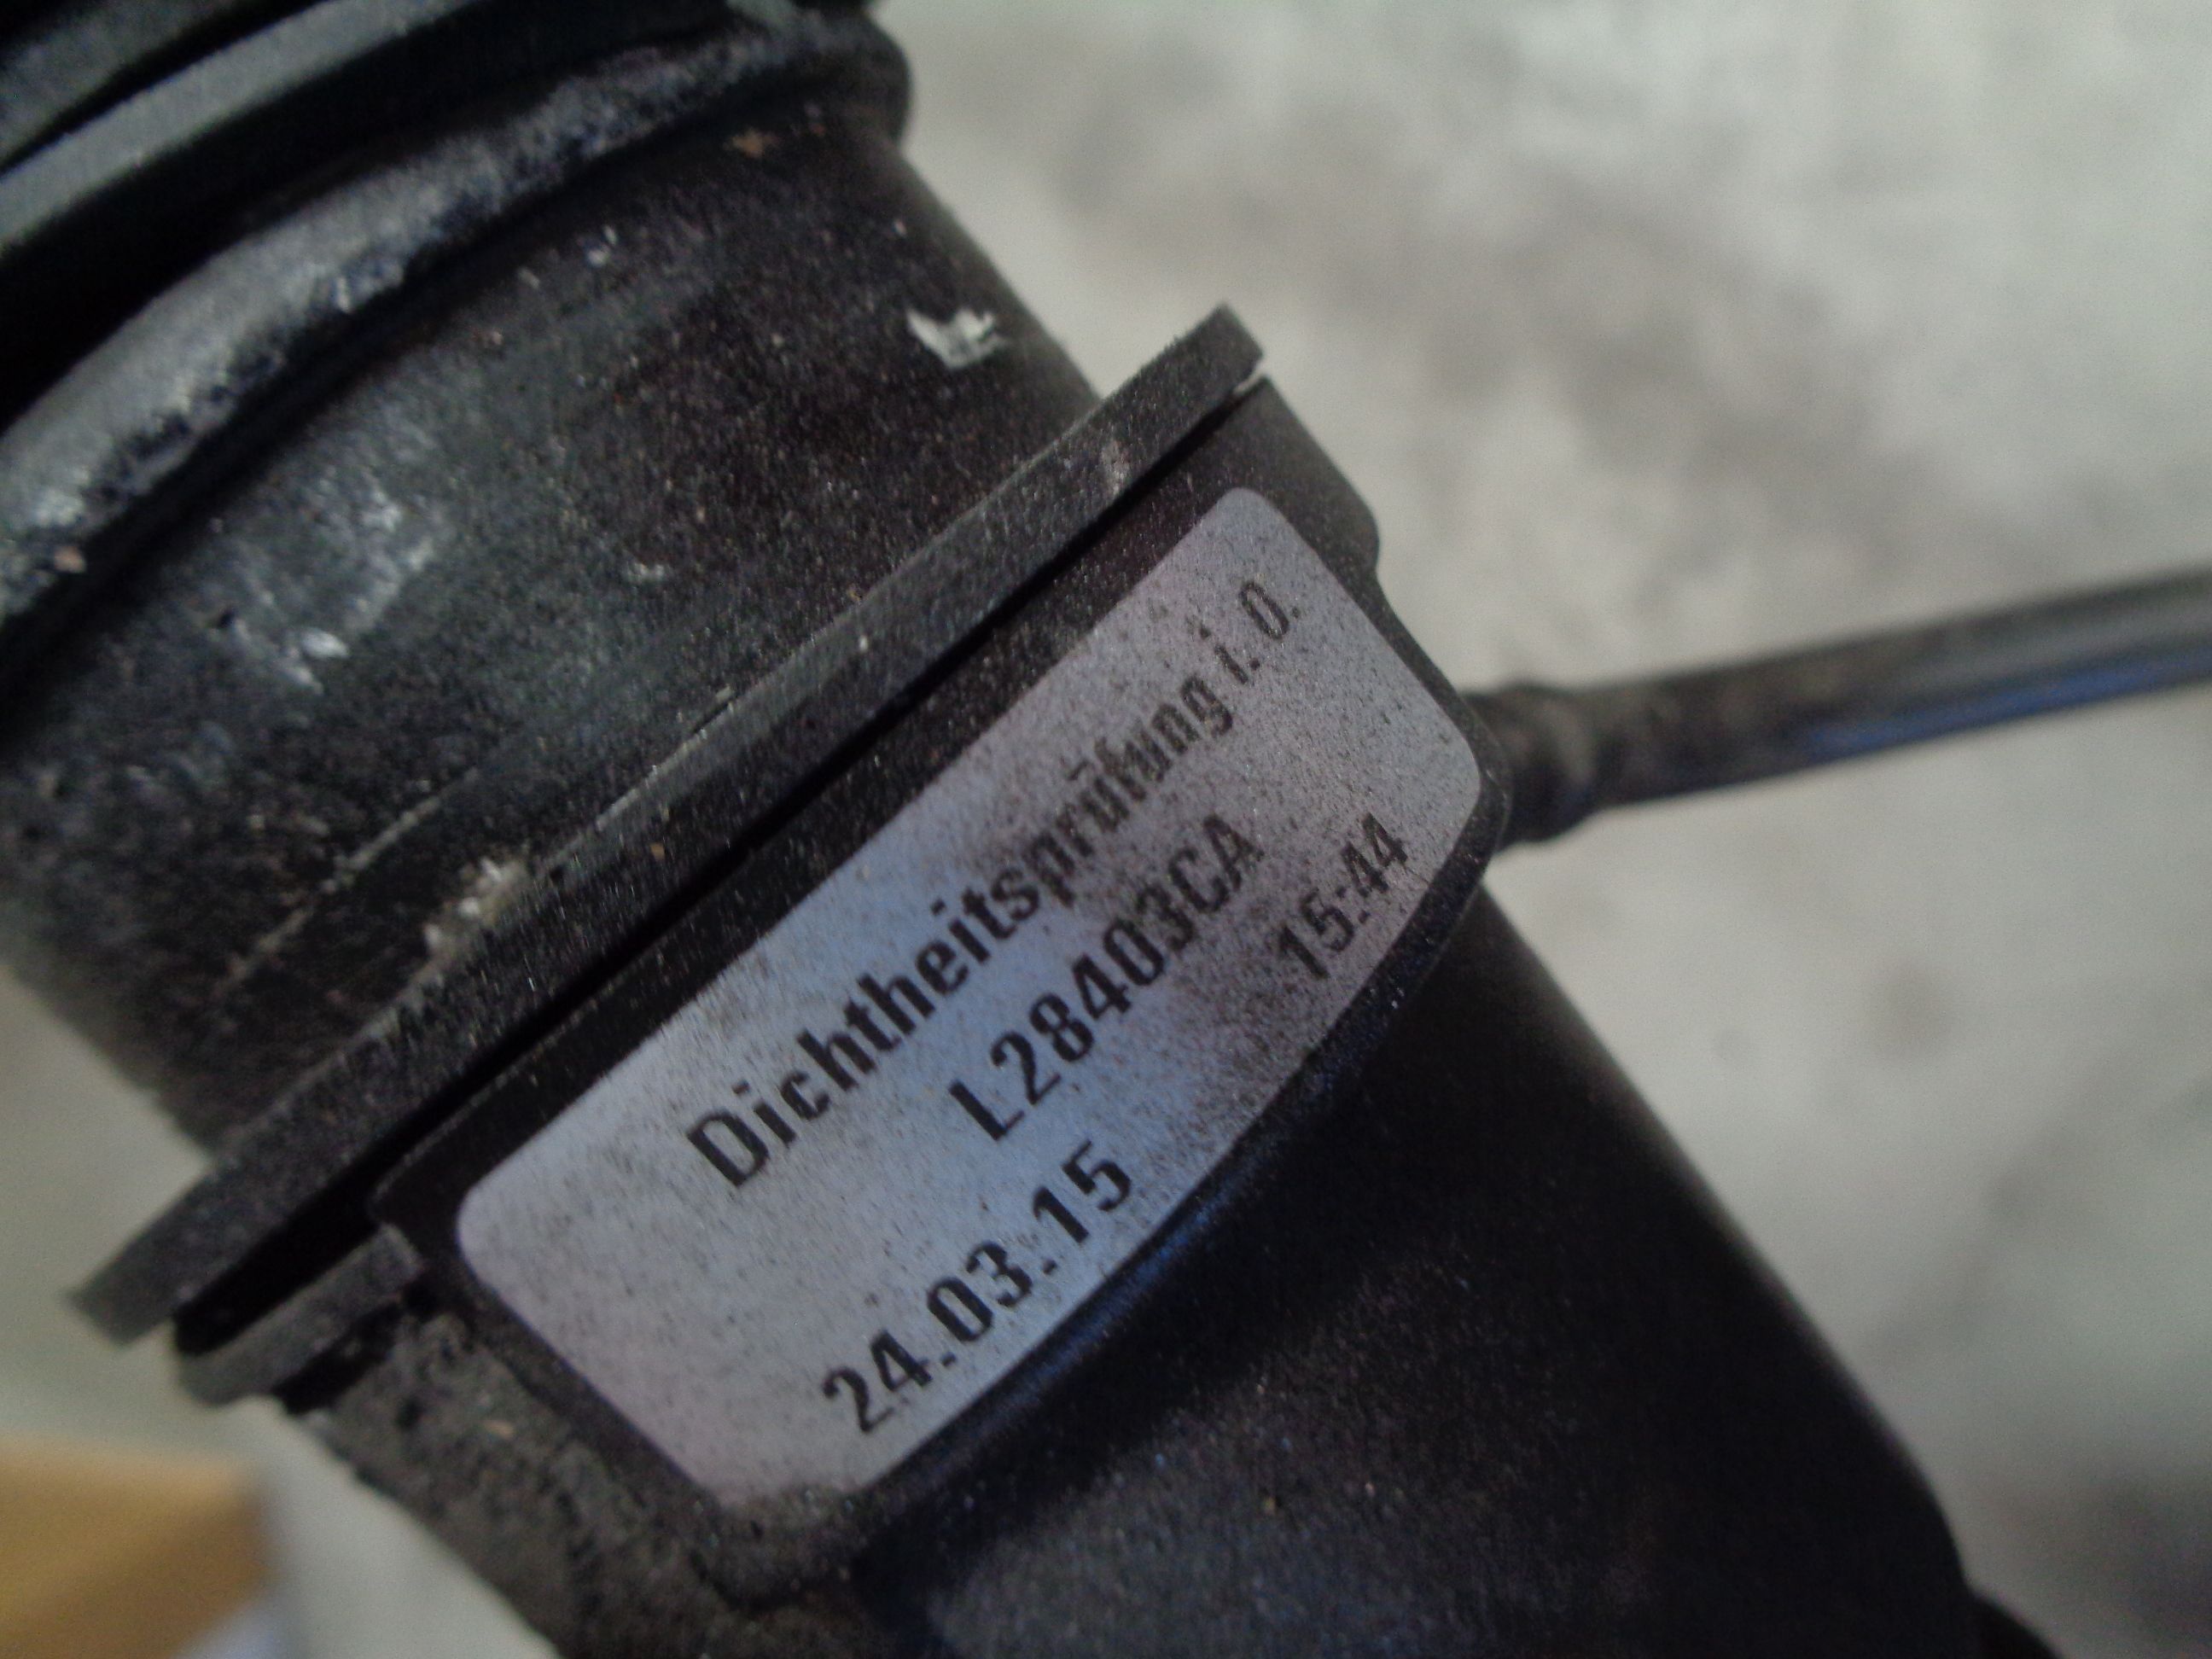 Dichtheitsprüfung i.O.
L28403CA
24.03.15 15:44